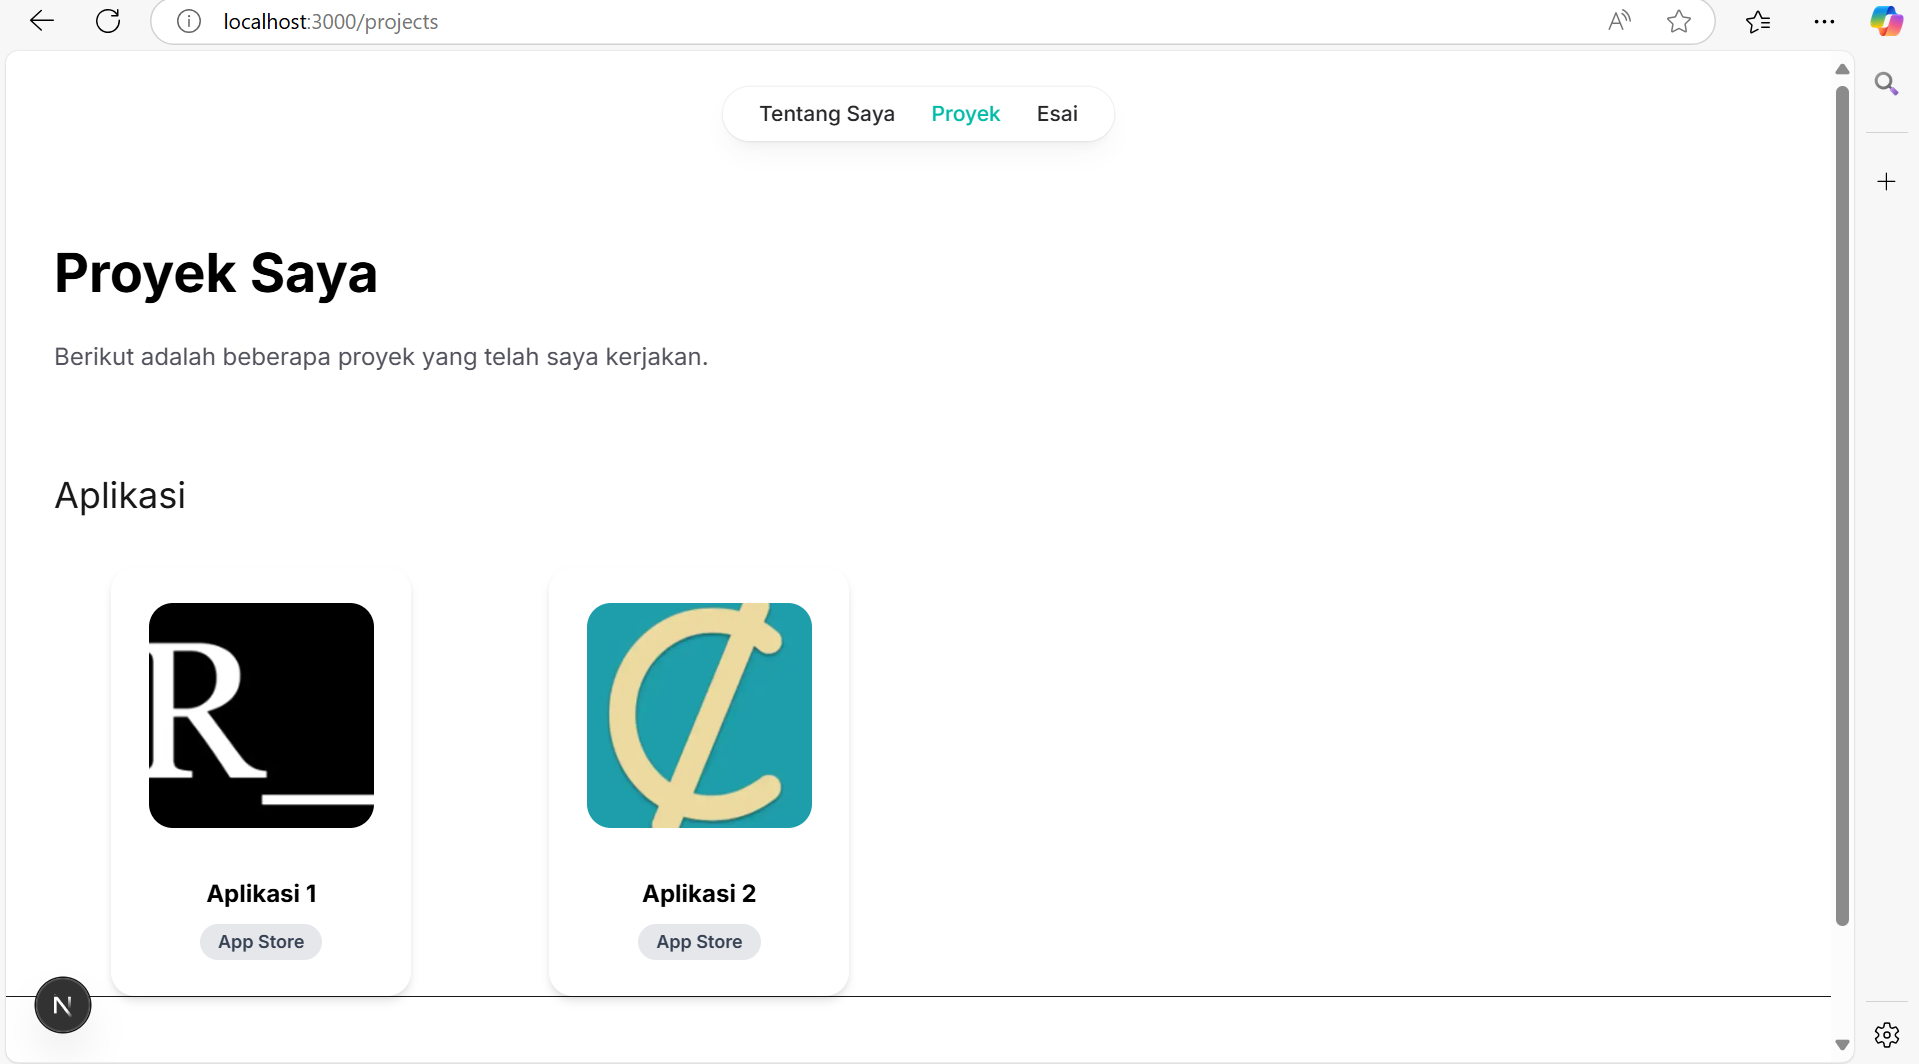 localhost:3000/projects
Tentang Saya Proyek Esai
Proyek Saya
Berikut adalah beberapa proyek yang telah saya kerjakan.
Aplikasi
R_
Aplikasi 1
App Store
Aplikasi 2
App Store
N